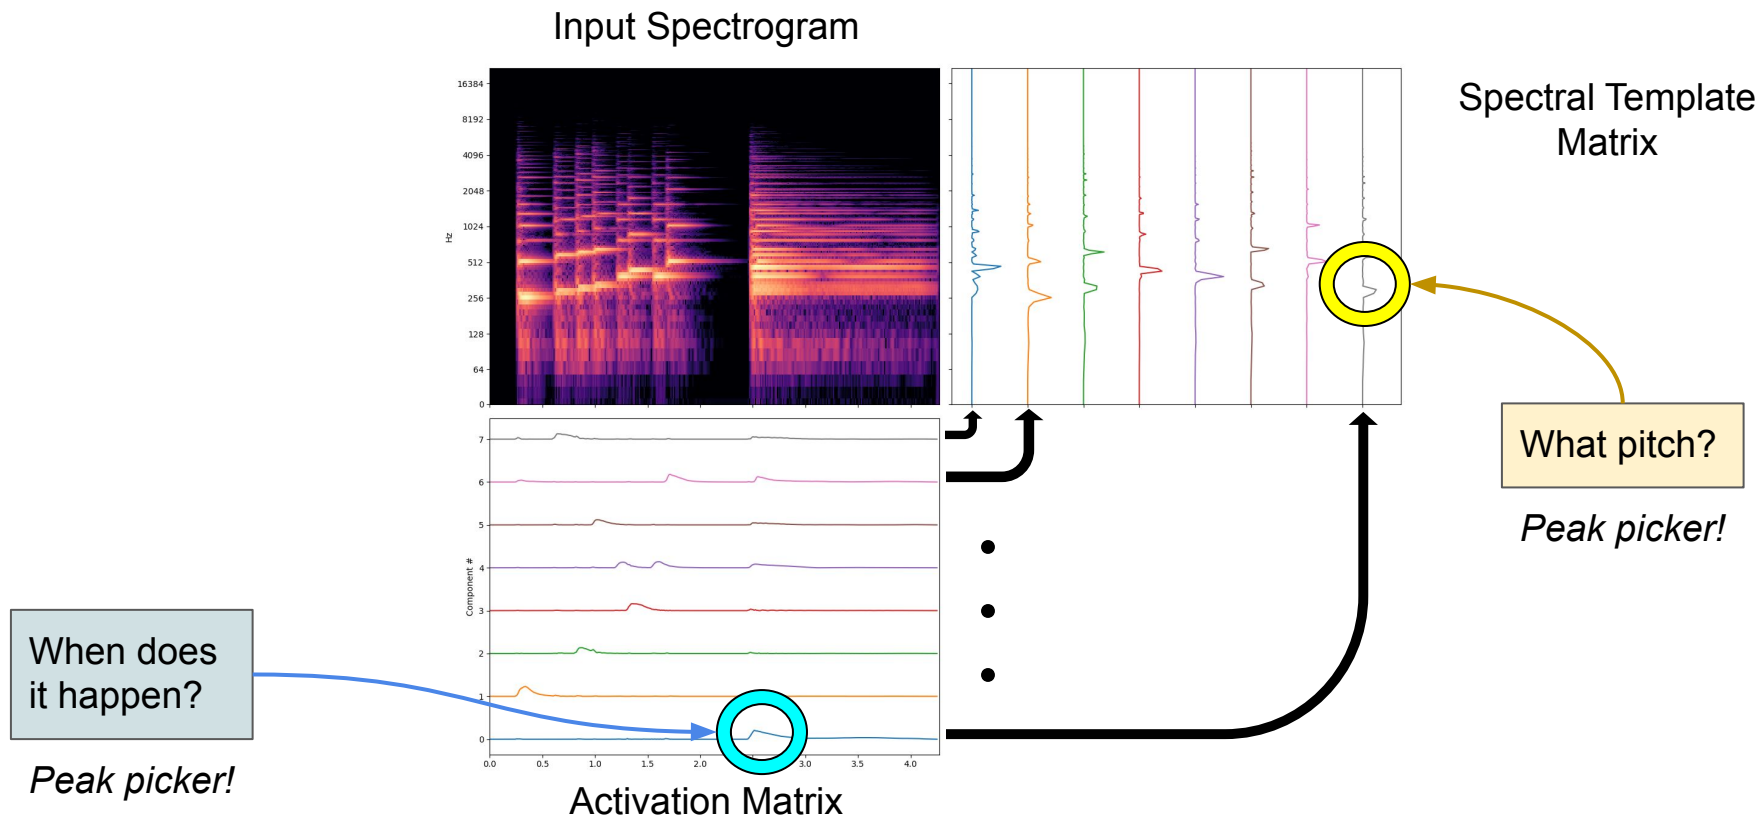 Input Spectrogram
Spectral Template
Matrix
16384
8192
4096
2048
1024
512
256
128
64
0
Hz
What pitch?
Peak picker!
7
6
5
4
3
2
1
0
Component #
0.0 0.5 1.0 1.5 2.0 2.5 3.0 3.5 4.0
When does
it happen?
Peak picker!
Activation Matrix